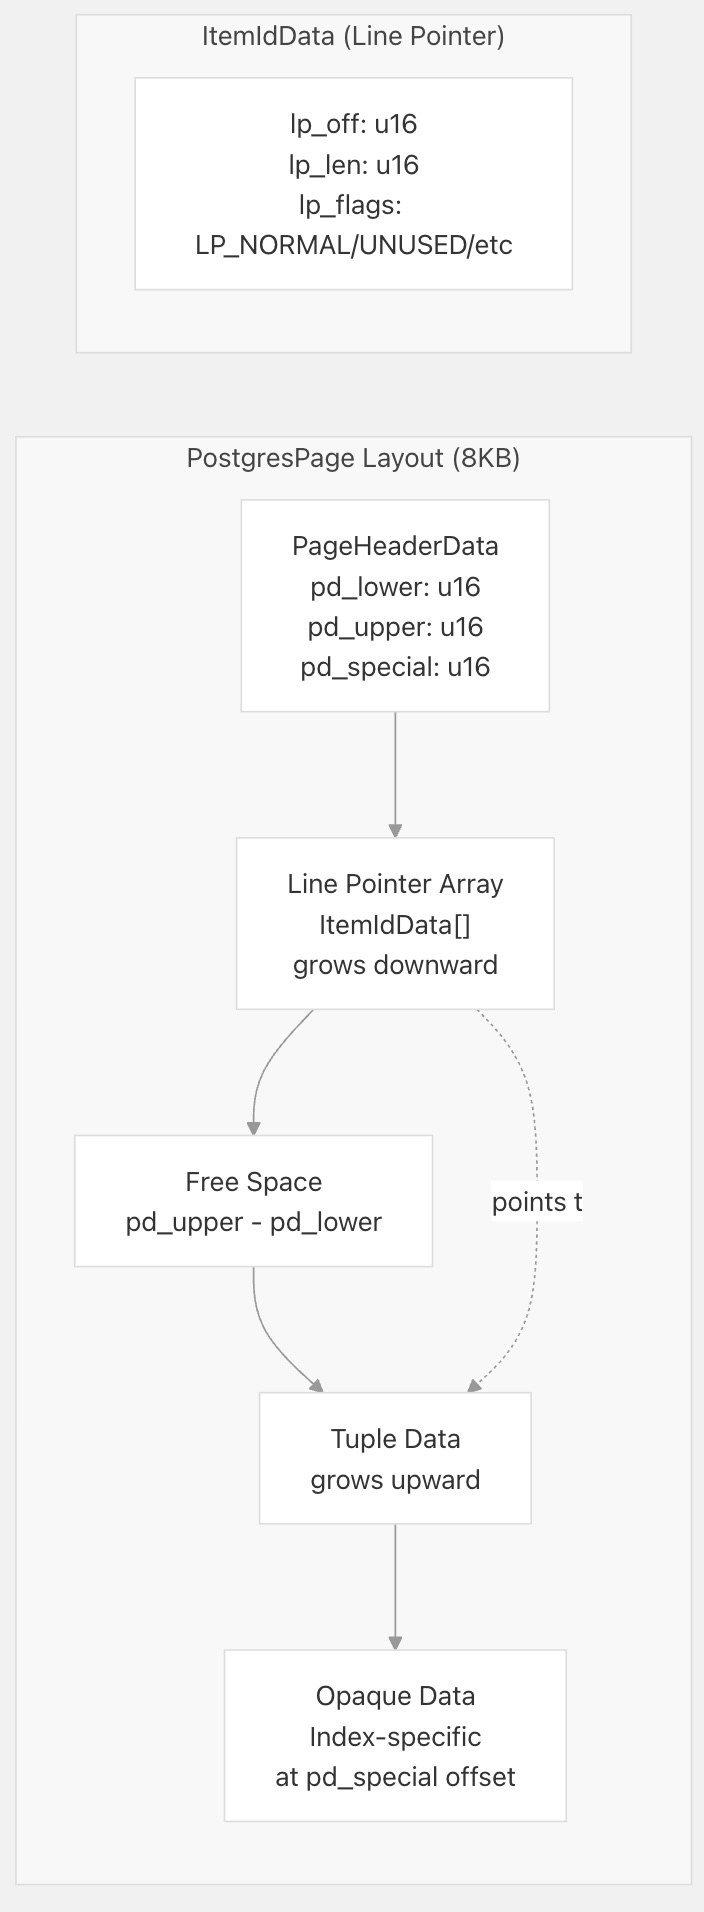 ItemIdData (Line Pointer)
lp_off: u16
lp_len: u16
lp_flags:
LP_NORMAL/UNUSED/etc
PostgresPage Layout (8KB)
PageHeaderData
pd_lower: u16
pd_upper: u16
pd_special: u16
Line Pointer Array
ItemIdData[]
grows downward
Free Space
pd_upper - pd_lower
points t
Tuple Data
grows upward
Opaque Data
Index-specific
at pd_special offset